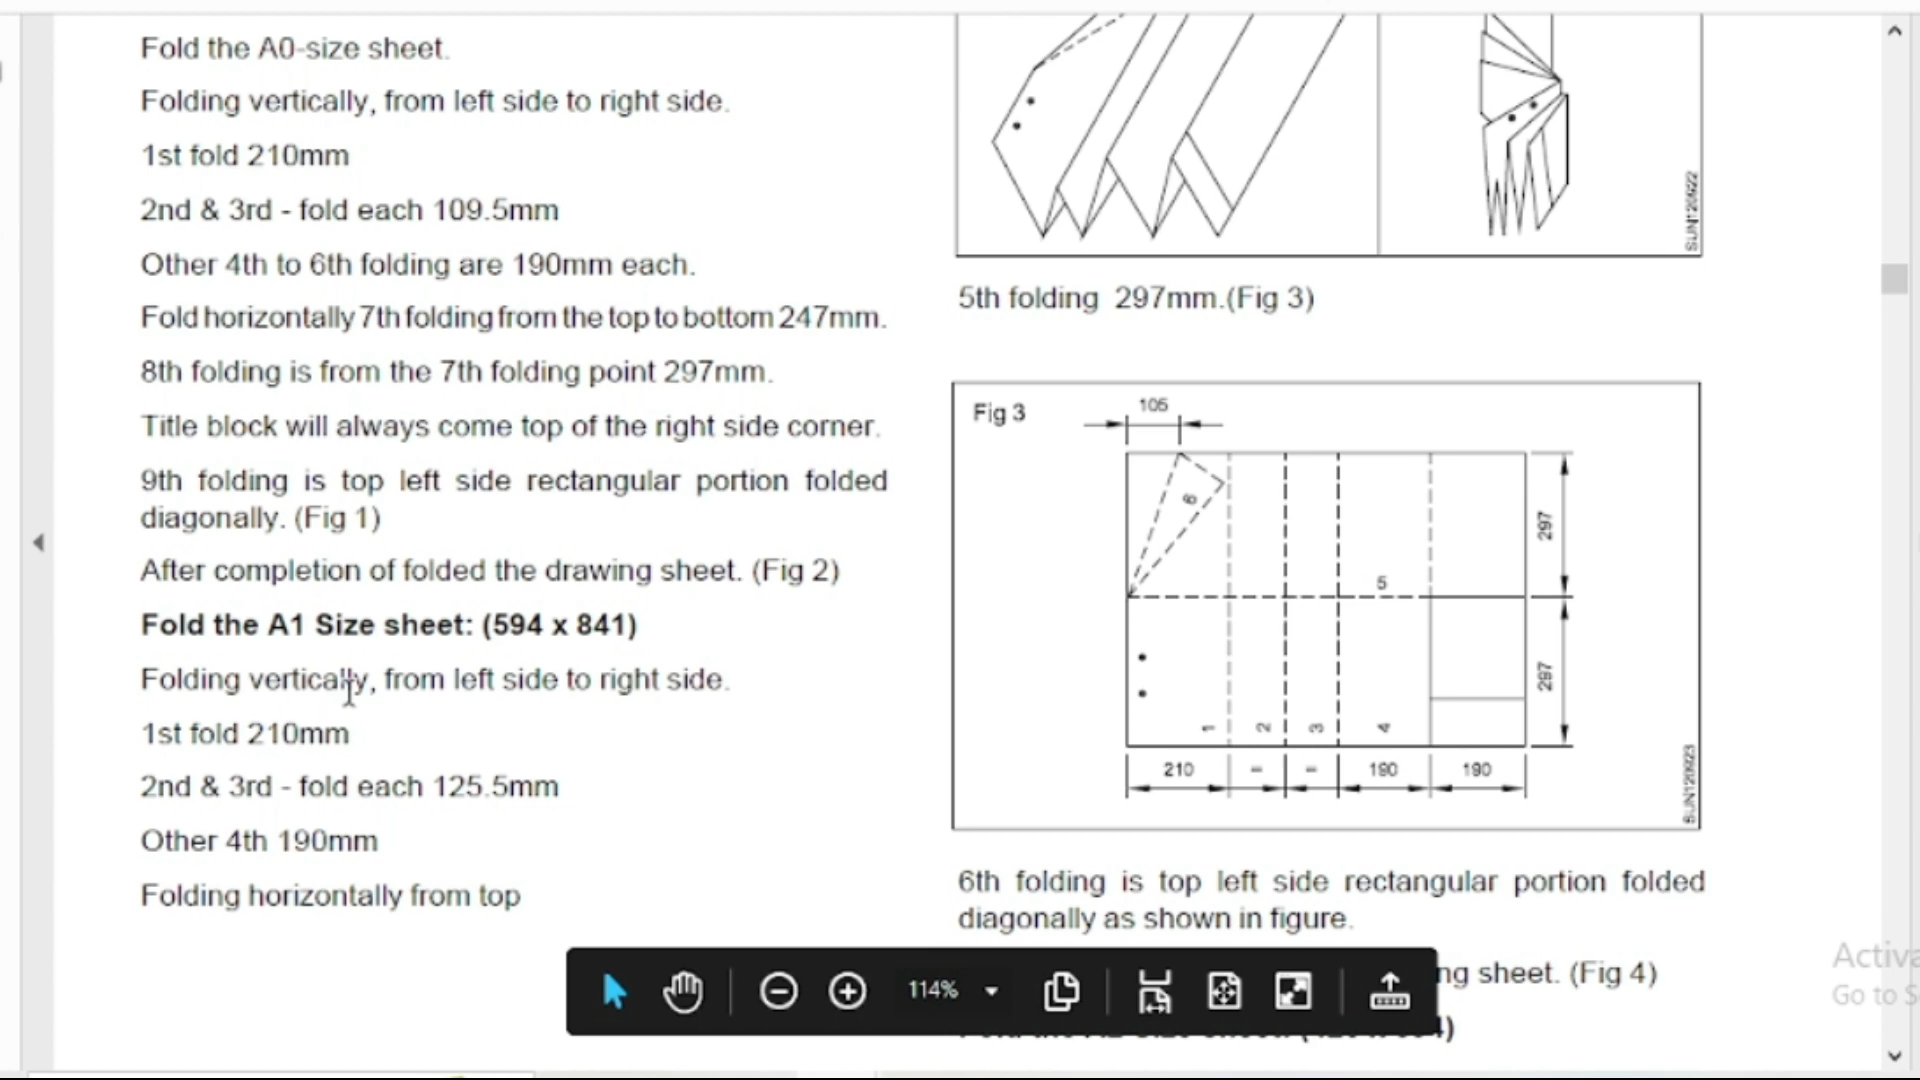 Fold the A0-size sheet.
Folding vertically, from left side to right side.
1st fold 210mm
2nd & 3rd - fold each 109.5mm
Other 4th to 6th folding are 190mm each.
Fold horizontally 7th folding from the top to bottom 247mm.
8th folding is from the 7th folding point 297mm.
Title block will always come top of the right side corner.
9th folding is top left side rectangular portion folded
diagonally. (Fig 1)
After completion of folded the drawing sheet. (Fig 2)
Fold the A1 Size sheet: (594 x 841)
Folding vertically, from left side to right side.
1st fold 210mm
2nd & 3rd - fold each 125.5mm
Other 4th 190mm
Folding horizontally from top
SUN120922
5th folding 297mm.(Fig 3)
Fig 3
105
6
297
5
297
1 2 3 4
210 190 190
SUN120923
6th folding is top left side rectangular portion folded
diagonally as shown in figure.
ng sheet. (Fig 4)
114%
Activa
Go to S